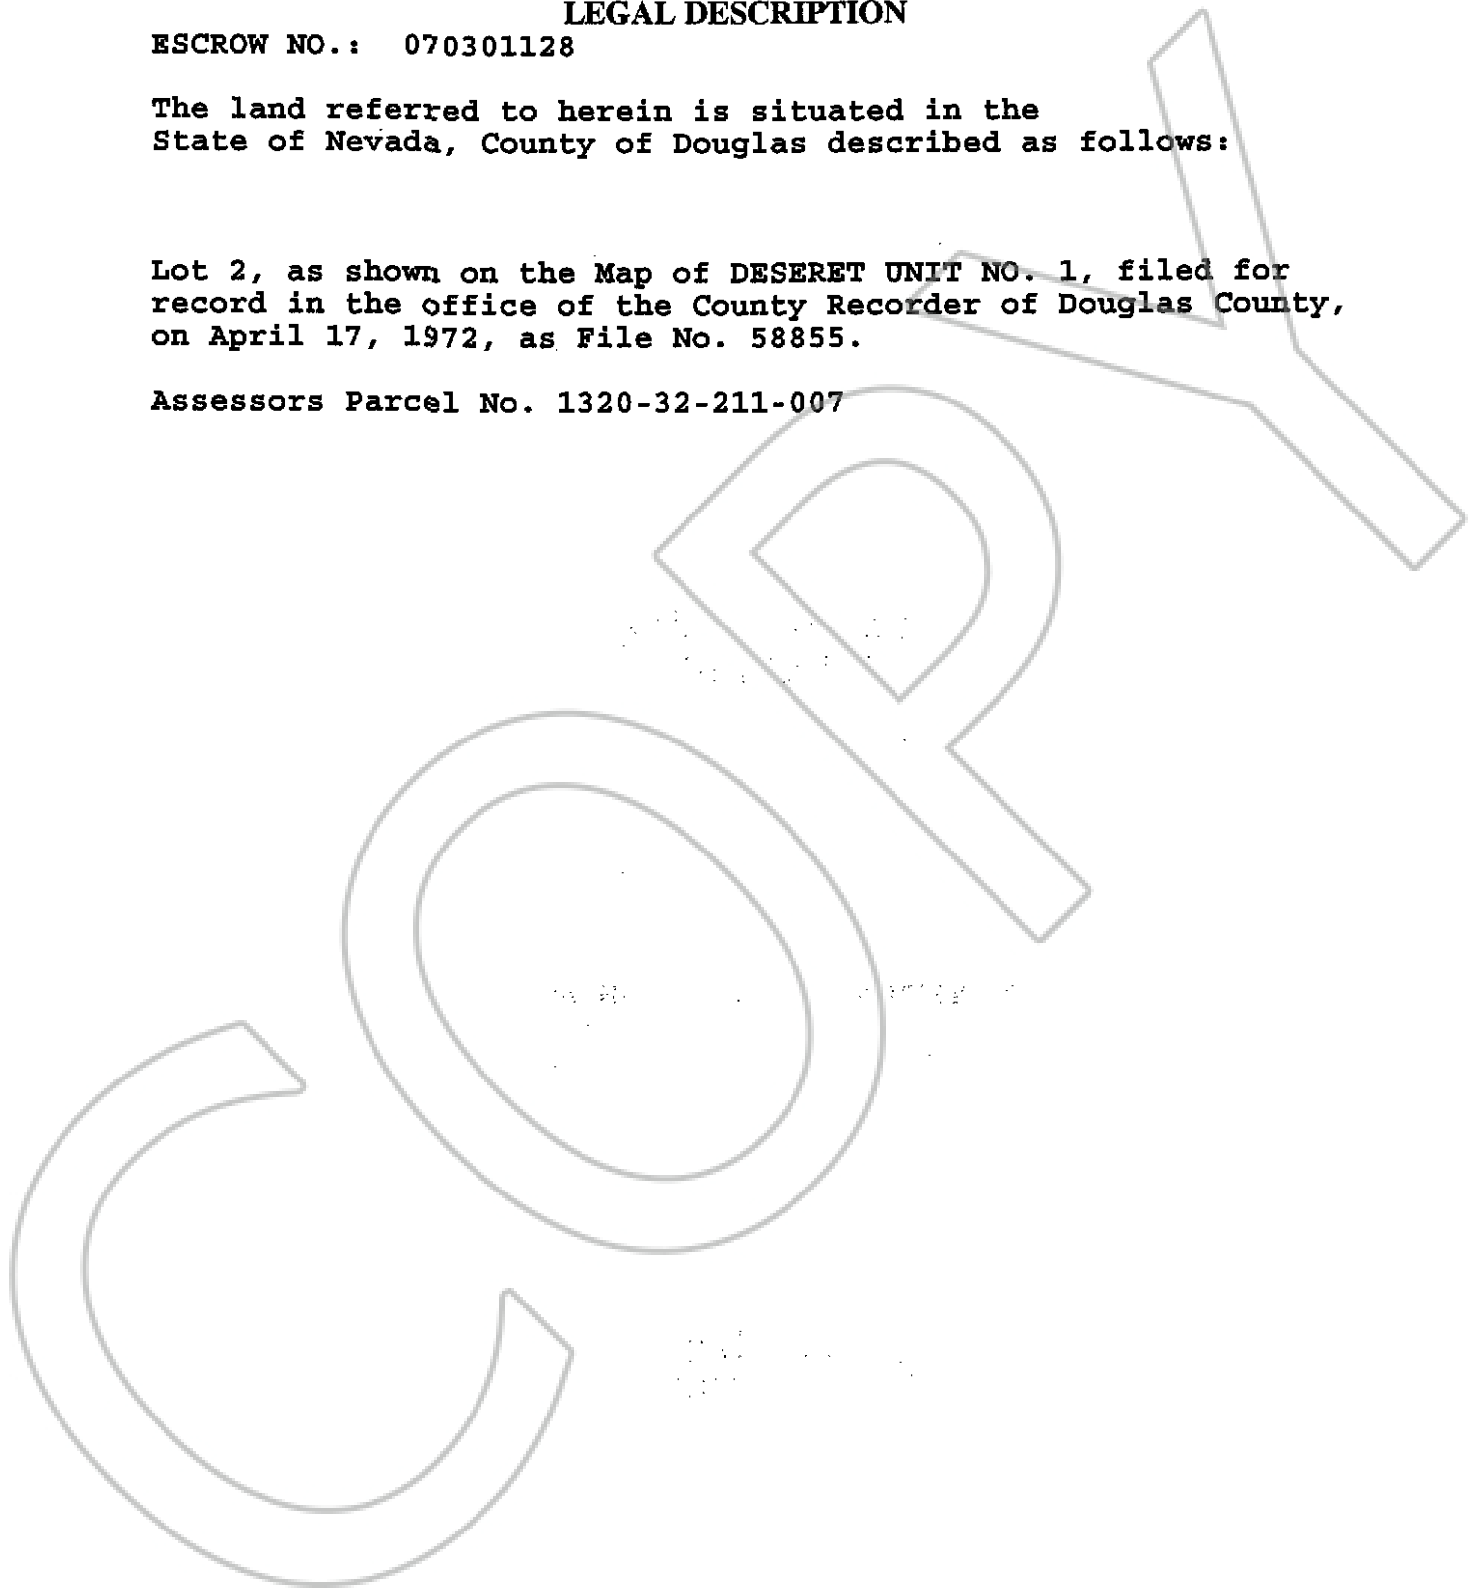 LEGAL DESCRIPTION
ESCROW NO.: 070301128
The land referred to herein is situated in the
State of Nevada, County of Douglas described as follows:
Lot 2, as shown on the Map of DESERET UNIT NO. 1, filed for
record in the office of the County Recorder of Douglas County,
on April 17, 1972, as File No. 58855.
Assessors Parcel No. 1320-32-211-007
COPY